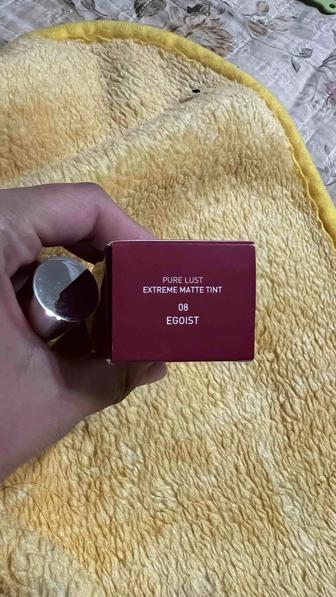 PURE LUST
EXTREME MATTE TINT
08
EGOIST